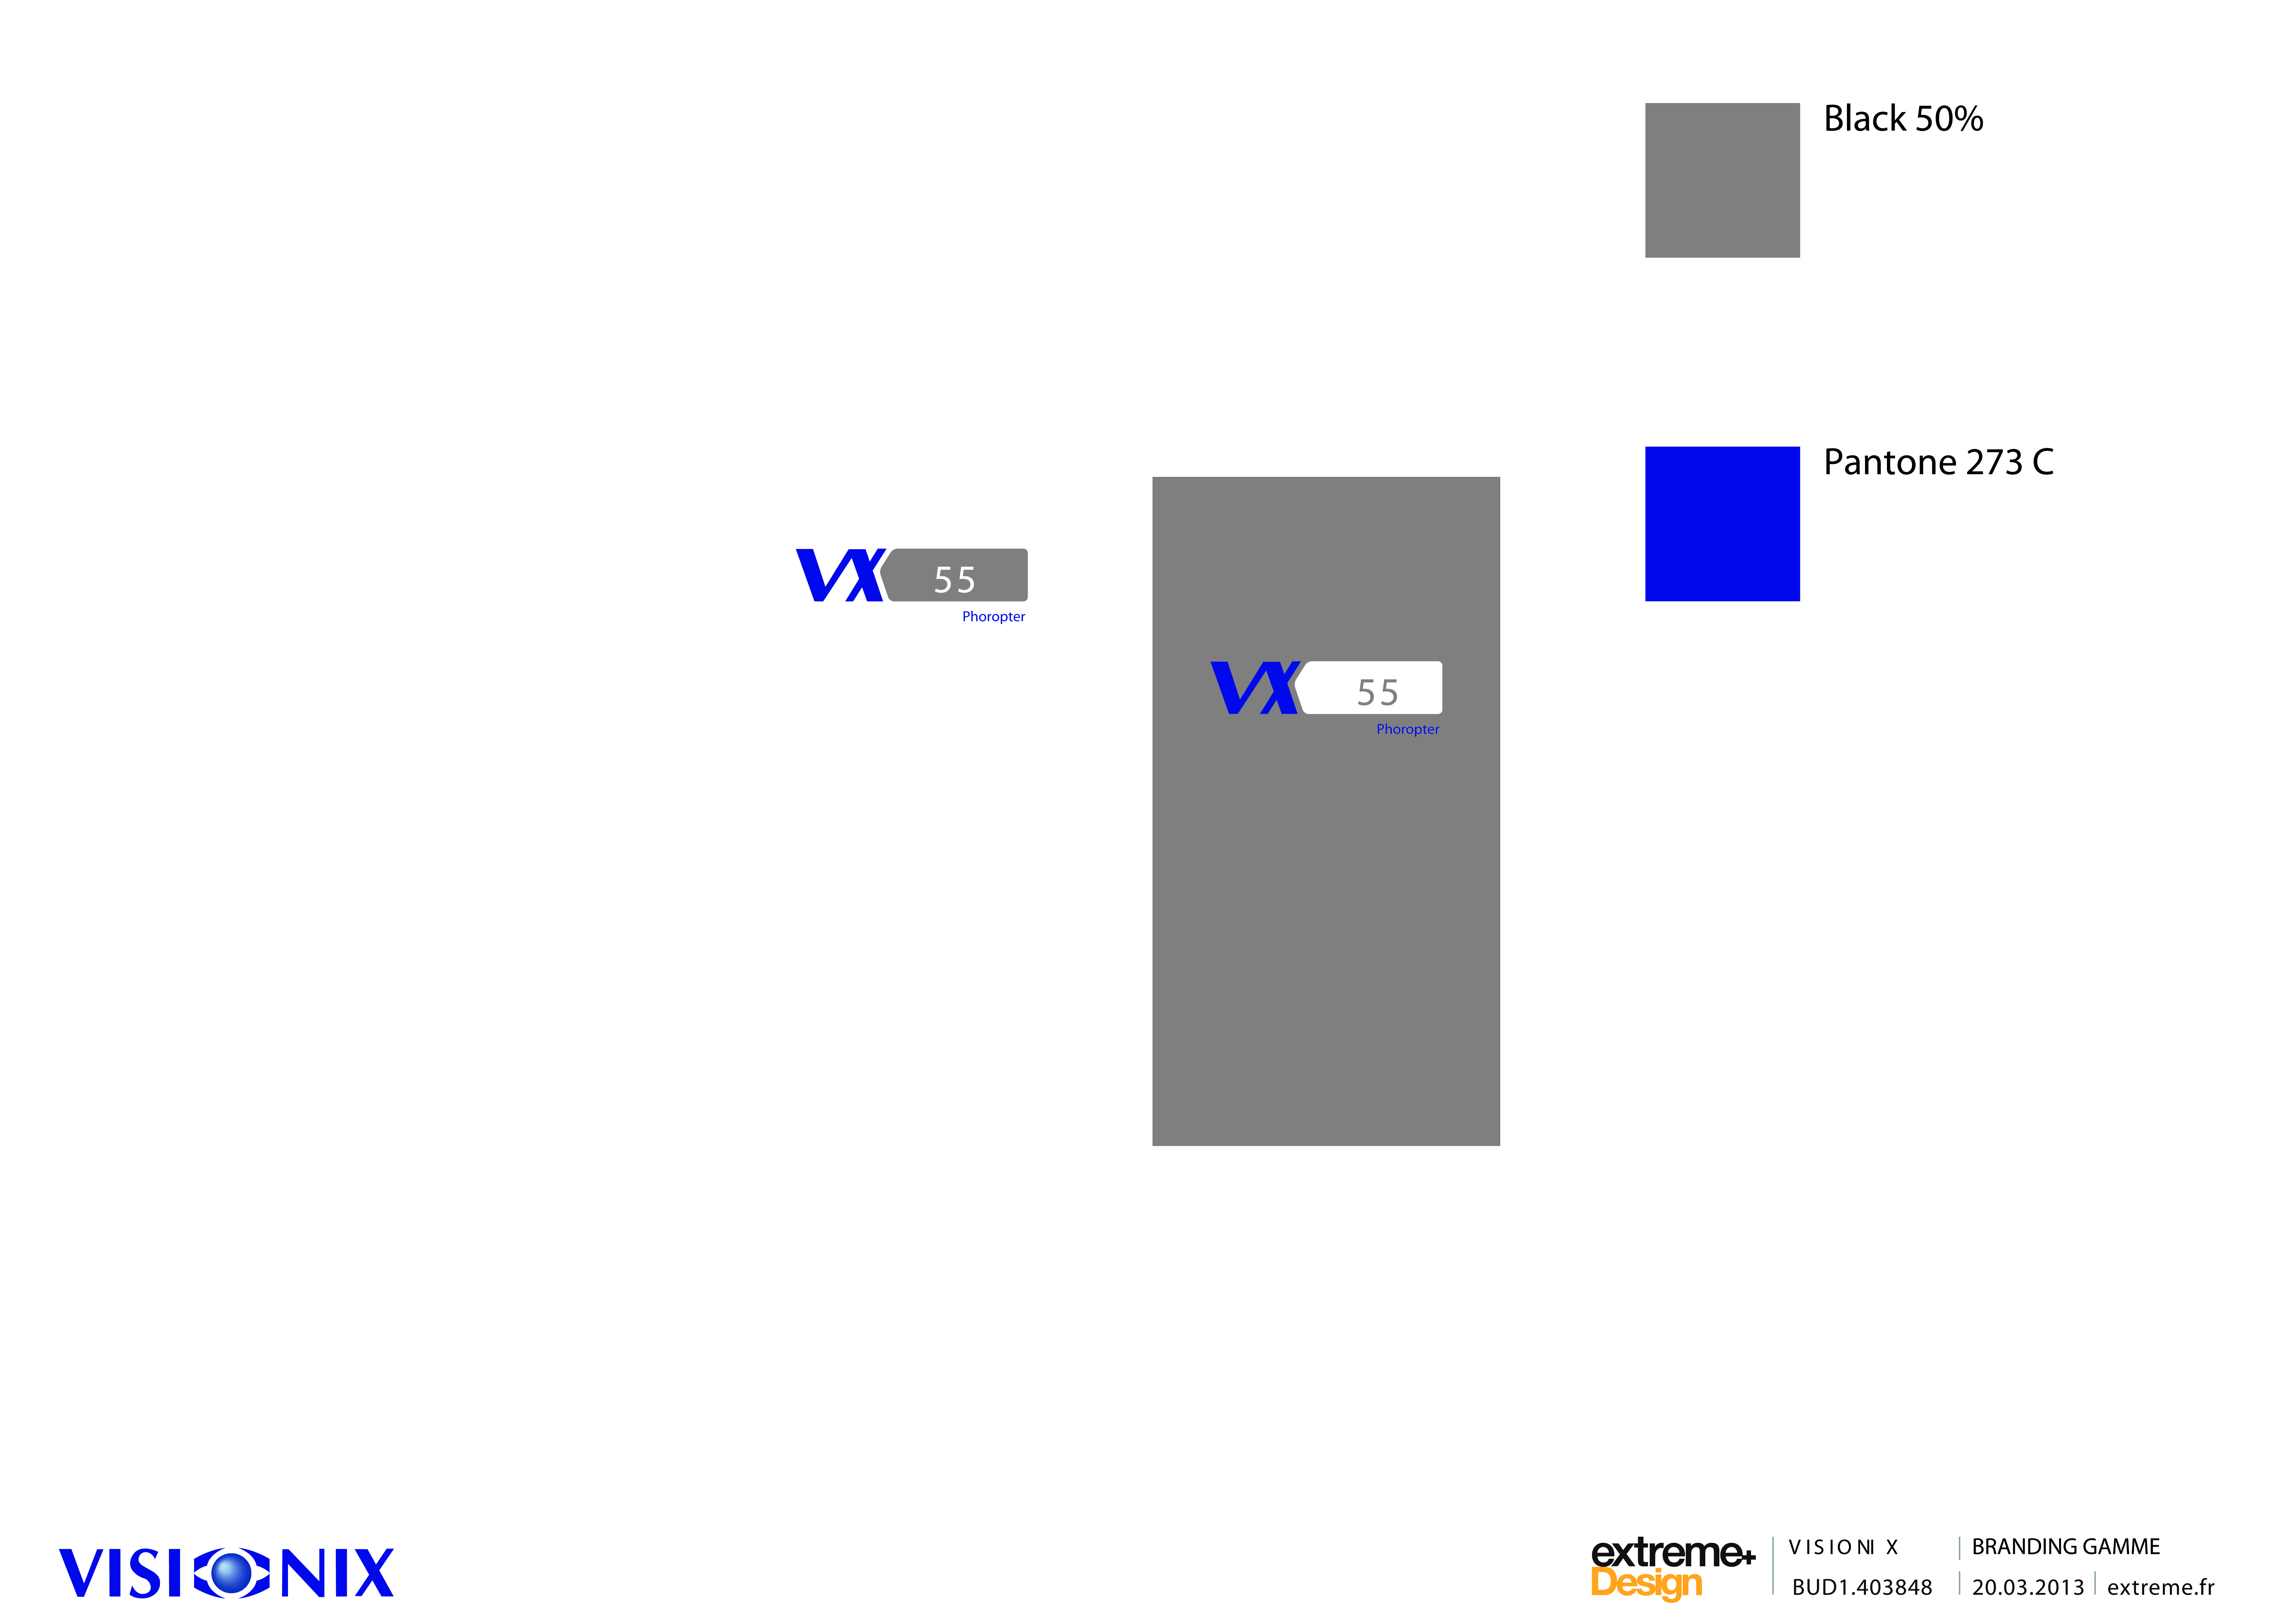 Black 50%
Pantone 273 C
VX 55
Phoropter
VX 55
Phoropter
VISIONIX
extreme+
Design
VISIONIX
BUD1.403848
BRANDING GAMME
20.03.2013
extreme.fr